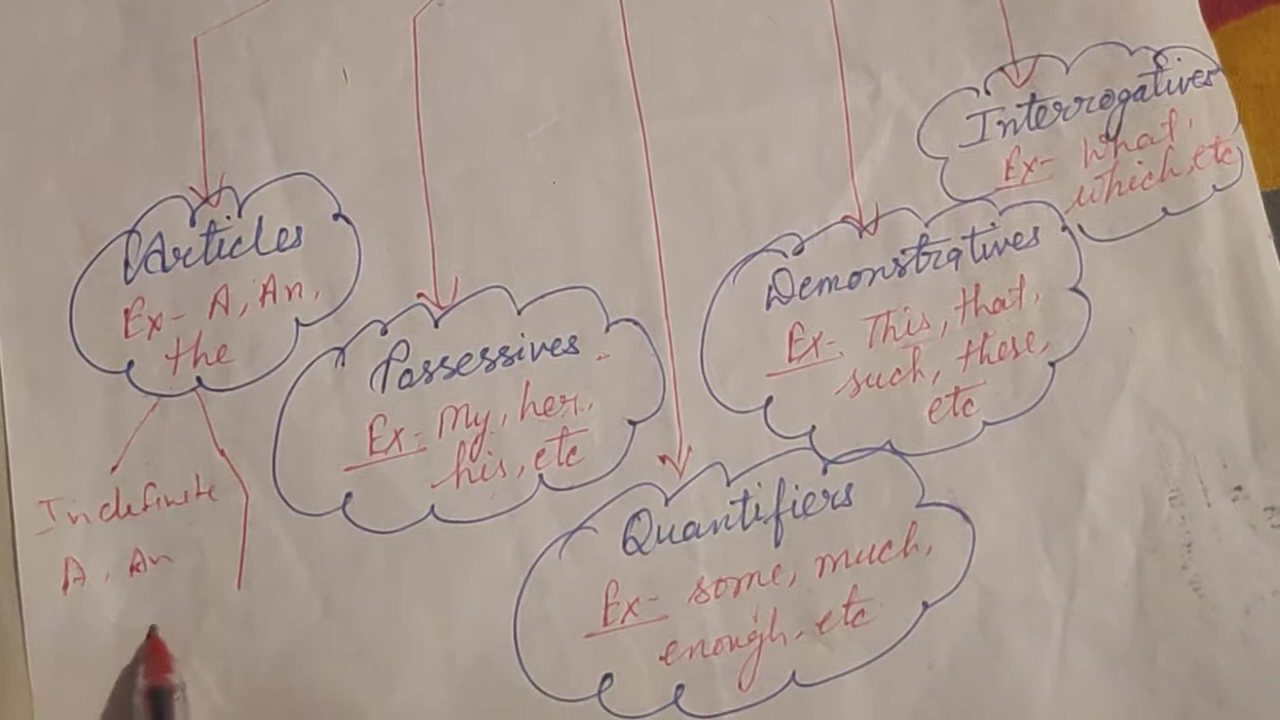 Articles
Ex- A, An,
the
Indefinite
A, An
Possessives
Ex- My, her,
his, etc
Quantifiers
Ex- some, much,
enough, etc
Demonstratives
Ex- This, that,
such, these,
etc
Interrogatives
Ex- What,
which, etc